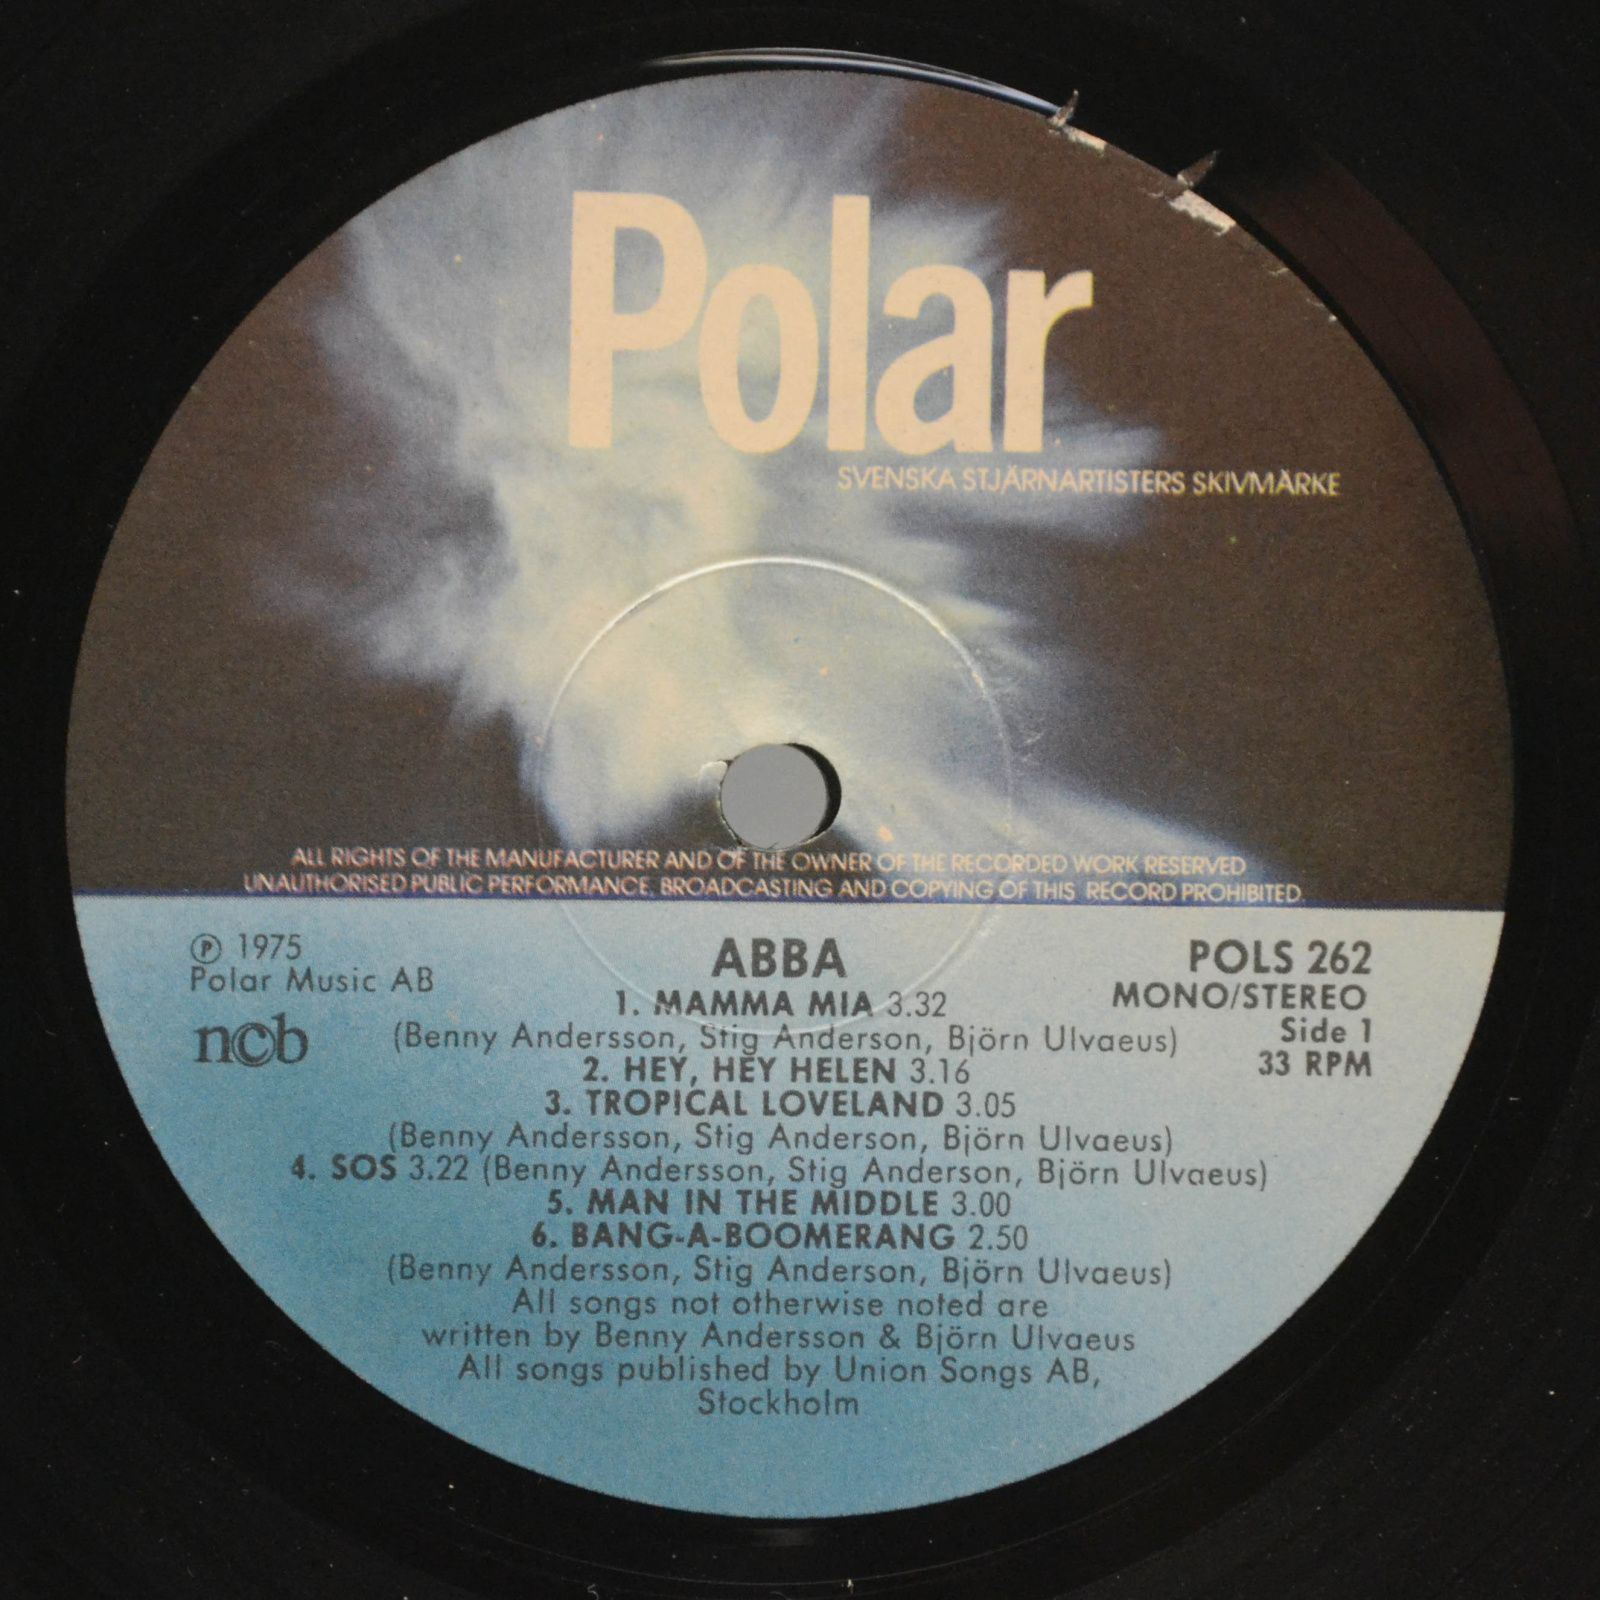 Polar
SVENSKA STJÄRNARTISTERS SKIVMÄRKE
ALL RIGHTS OF THE MANUFACTURER AND OF THE OWNER OF THE RECORDED WORK RESERVED
UNAUTHORISED PUBLIC PERFORMANCE. BROADCASTING AND COPYING OF THIS RECORD PROHIBITED.
℗ 1975
Polar Music AB
ncb
ABBA
POLS 262
MONO/STEREO
Side 1
33 RPM
1. MAMMA MIA 3.32
(Benny Andersson, Stig Anderson, Björn Ulvaeus)
2. HEY, HEY HELEN 3.16
3. TROPICAL LOVELAND 3.05
(Benny Andersson, Stig Anderson, Björn Ulvaeus)
4. SOS 3.22 (Benny Andersson, Stig Anderson, Björn Ulvaeus)
5. MAN IN THE MIDDLE 3.00
6. BANG-A-BOOMERANG 2.50
(Benny Andersson, Stig Anderson, Björn Ulvaeus)
All songs not otherwise noted are
written by Benny Andersson & Björn Ulvaeus
All songs published by Union Songs AB,
Stockholm